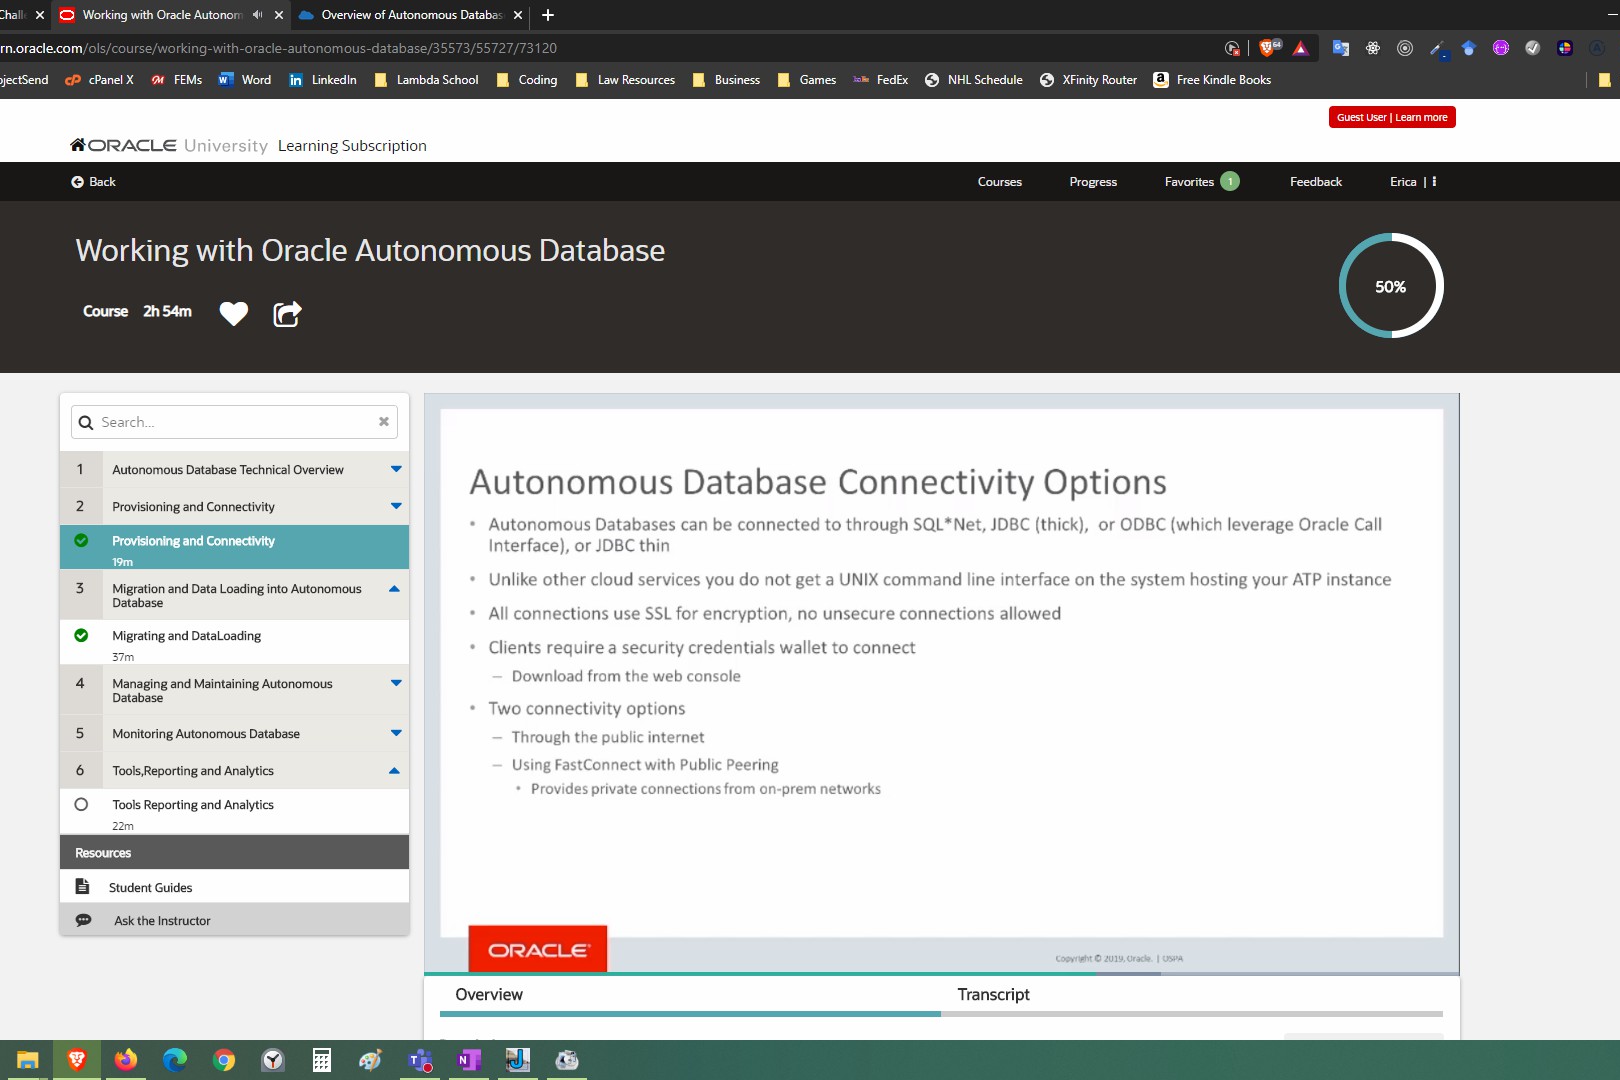 Chall
Working with Oracle Autonom
Overview of Autonomous Databas
rn.oracle.com/ols/course/working-with-oracle-autonomous-database/35573/55727/73120
64
ojectSend
cPanel X
FEMs
Word
LinkedIn
Lambda School
Coding
Law Resources
Business
Games
FedEx
NHL Schedule
XFinity Router
Free Kindle Books
Guest User | Learn more
ORACLE University Learning Subscription
Back
Courses
Progress
Favorites 1
Feedback
Erica |
Working with Oracle Autonomous Database
Course 2h 54m
50%
Search...
1 Autonomous Database Technical Overview
2 Provisioning and Connectivity
Provisioning and Connectivity
19m
3 Migration and Data Loading into Autonomous
Database
Migrating and DataLoading
37m
4 Managing and Maintaining Autonomous
Database
5 Monitoring Autonomous Database
6 Tools,Reporting and Analytics
Tools Reporting and Analytics
22m
Resources
Student Guides
Ask the Instructor
Autonomous Database Connectivity Options
• Autonomous Databases can be connected to through SQL*Net, JDBC (thick), or ODBC (which leverage Oracle Call
Interface), or JDBC thin
• Unlike other cloud services you do not get a UNIX command line interface on the system hosting your ATP instance
• All connections use SSL for encryption, no unsecure connections allowed
• Clients require a security credentials wallet to connect
– Download from the web console
• Two connectivity options
– Through the public internet
– Using FastConnect with Public Peering
• Provides private connections from on-prem networks
ORACLE
Copyright © 2019, Oracle. | OSPA
Overview
Transcript